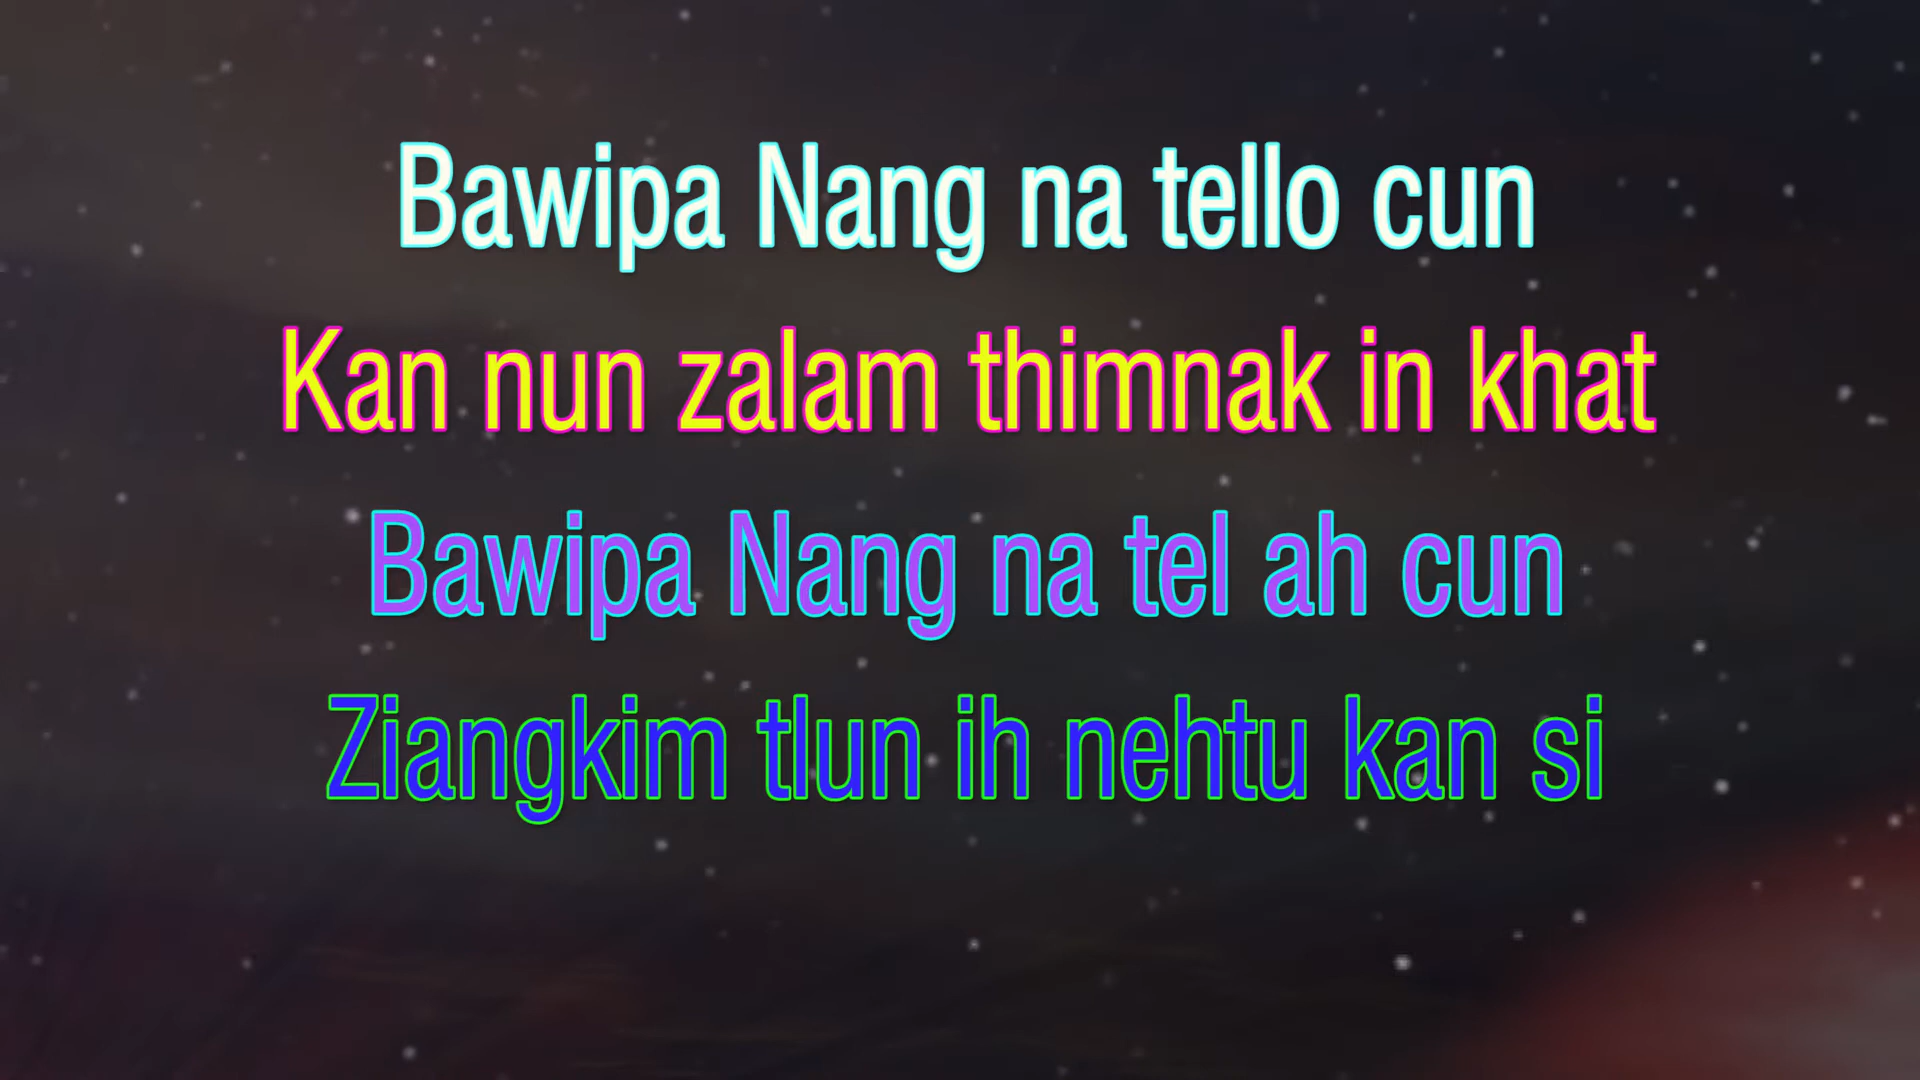 Bawipa Nang na tello cun
Kan nun zalam thimnak in khat
Bawipa Nang na tel ah cun
Ziangkim tlun ih nehtu kan si